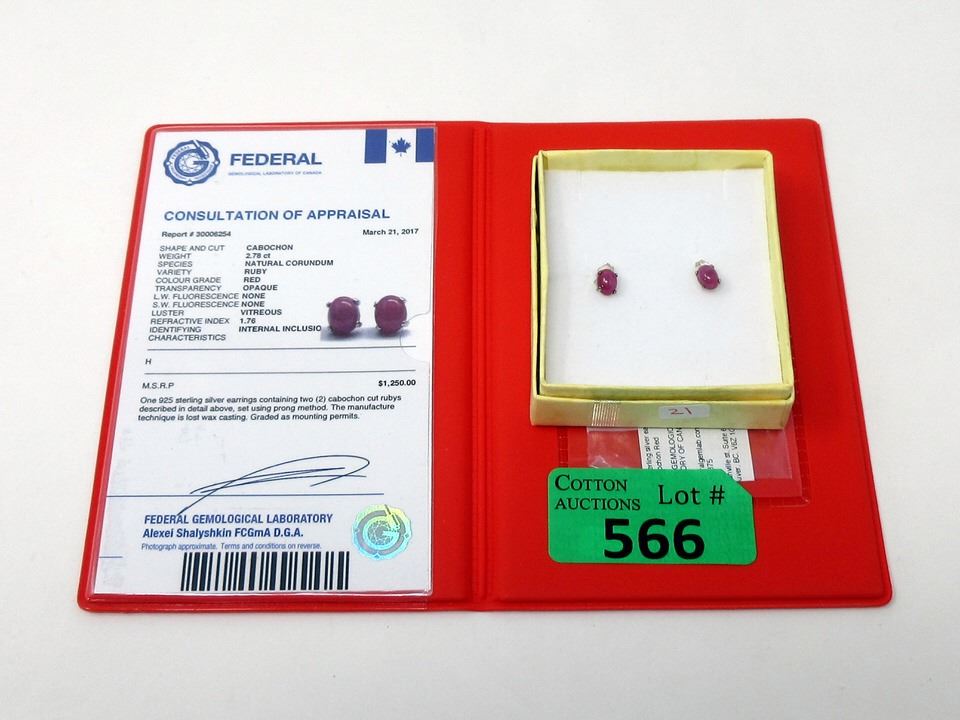 FEDERAL
GEMOLOGICAL LABORATORY OF CANADA
CONSULTATION OF APPRAISAL
Report # 30006254 March 21, 2017
SHAPE AND CUT CABOCHON
WEIGHT 2.78 ct
SPECIES NATURAL CORUNDUM
VARIETY RUBY
COLOUR GRADE RED
TRANSPARENCY OPAQUE
L.W. FLUORESCENCE NONE
S.W. FLUORESCENCE NONE
LUSTER VITREOUS
REFRACTIVE INDEX 1.76
IDENTIFYING INTERNAL INCLUSIO
CHARACTERISTICS
H
M.S.R.P $1,250.00
One 925 sterling silver earrings containing two (2) cabochon cut rubys
described in detail above, set using prong method. The manufacture
technique is lost wax casting. Graded as mounting permits.
FEDERAL GEMOLOGICAL LABORATORY
Alexei Shalyshkin FCGmA D.G.A.
Photograph approximate. Terms and conditions on reverse.
21
COTTON
AUCTIONS Lot #
566